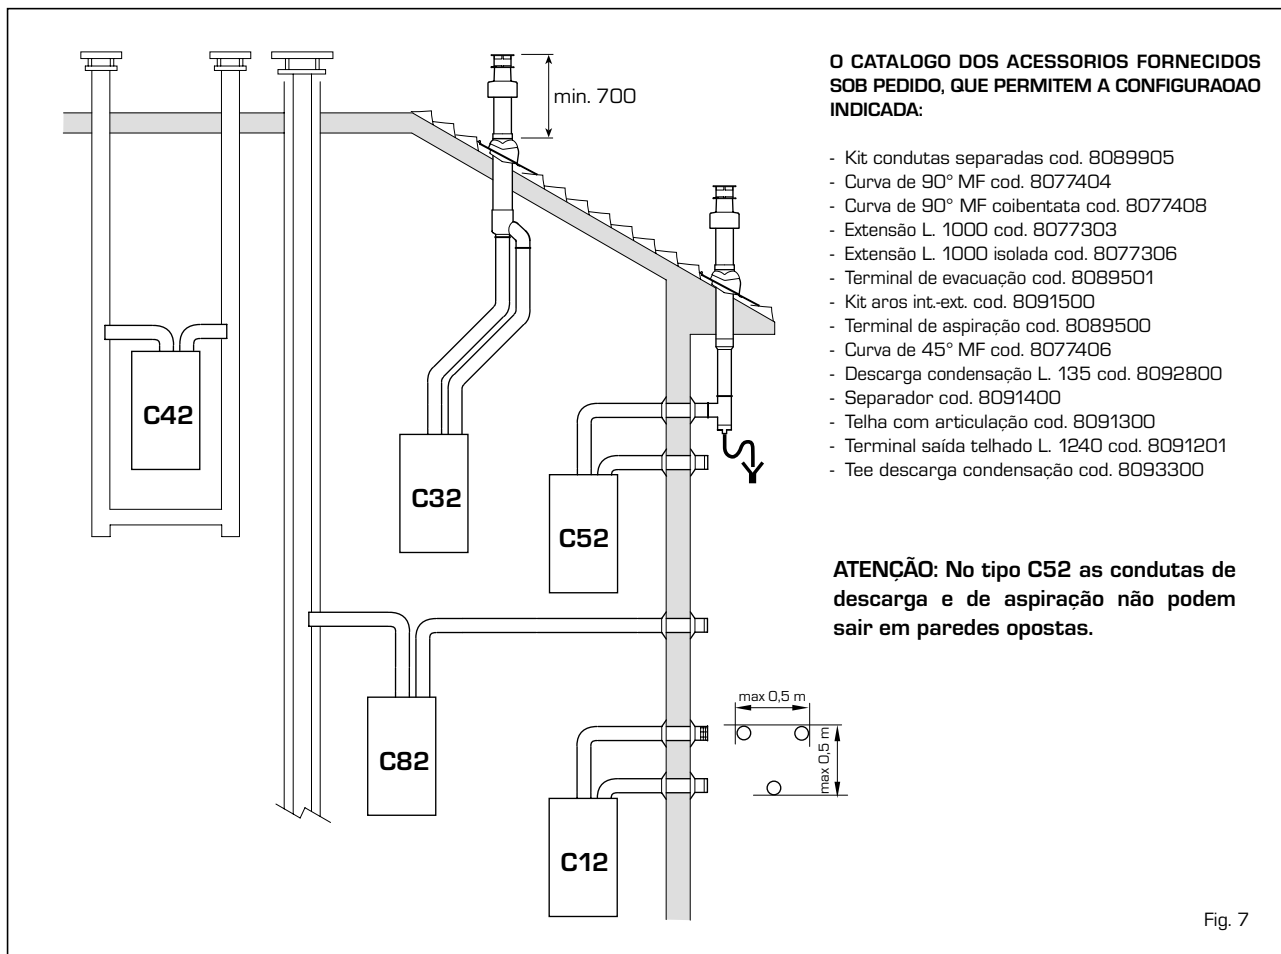 min. 700
O CATALOGO DOS ACESSORIOS FORNECIDOS
SOB PEDIDO, QUE PERMITEM A CONFIGURAOAO
INDICADA:
- Kit condutas separadas cod. 8089905
- Curva de 90° MF cod. 8077404
- Curva de 90° MF coibentata cod. 8077408
- Extensão L. 1000 cod. 8077303
- Extensão L. 1000 isolada cod. 8077306
- Terminal de evacuação cod. 8089501
- Kit aros int.-ext. cod. 8091500
- Terminal de aspiração cod. 8089500
- Curva de 45° MF cod. 8077406
- Descarga condensação L. 135 cod. 8092800
- Separador cod. 8091400
- Telha com articulação cod. 8091300
- Terminal saída telhado L. 1240 cod. 8091201
- Tee descarga condensação cod. 8093300
C42
C32
C52
ATENÇÃO: No tipo C52 as condutas de
descarga e de aspiração não podem
sair em paredes opostas.
max 0,5 m
max 0,5 m
C82
C12
Fig. 7